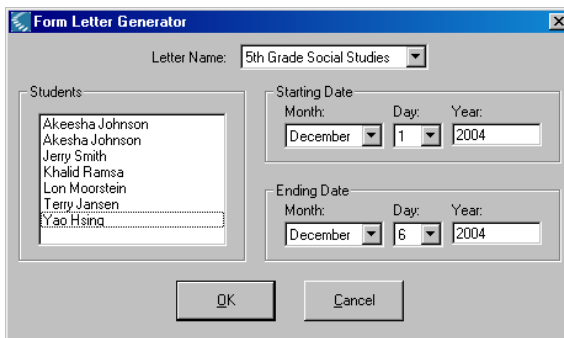 Form Letter Generator
Letter Name: 5th Grade Social Studies
Students
Akeesha Johnson
Akesha Johnson
Jerry Smith
Khalid Ramsa
Lon Moorstein
Terry Jansen
Yao Hsing
Starting Date
Month: Day: Year:
December 1 2004
Ending Date
Month: Day: Year:
December 6 2004
OK Cancel